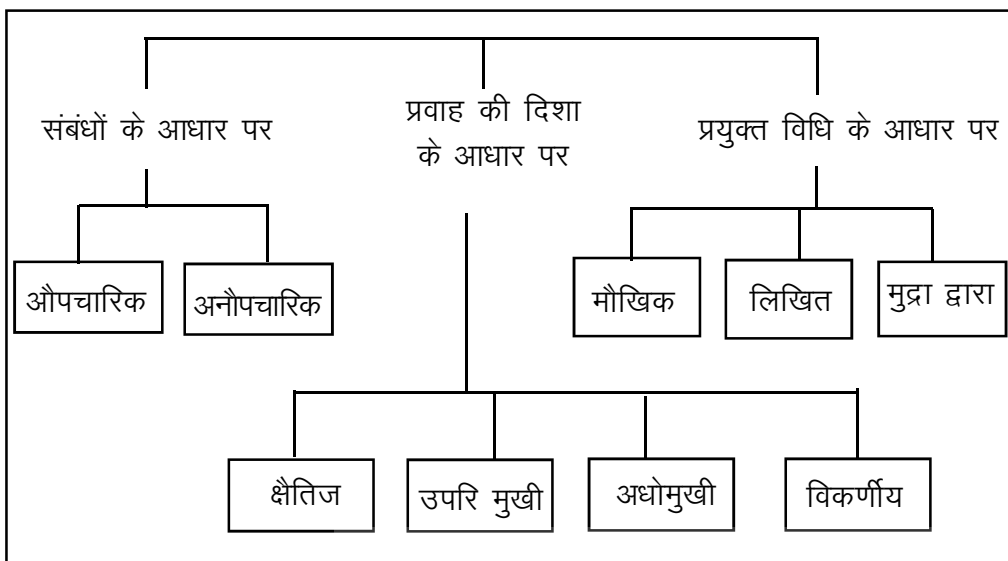 संबंधों के आधार पर
प्रवाह की दिशा
के आधार पर
प्रयुक्त विधि के आधार पर
औपचारिक
अनौपचारिक
मौखिक
लिखित
मुद्रा द्वारा
क्षैतिज
उपरि मुखी
अधोमुखी
विकर्णीय